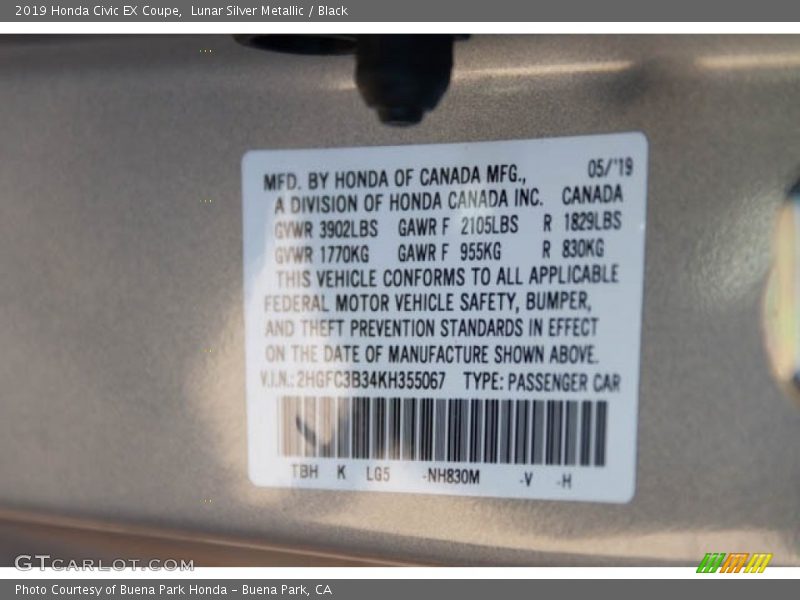 2019 Honda Civic EX Coupe,  Lunar Silver Metallic / Black
MFD. BY HONDA OF CANADA MFG., 05/'19
A DIVISION OF HONDA CANADA INC. CANADA
GVWR 3902LBS GAWR F 2105LBS R 1829LBS
GVWR 1770KG GAWR F 955KG R 830KG
THIS VEHICLE CONFORMS TO ALL APPLICABLE
FEDERAL MOTOR VEHICLE SAFETY, BUMPER,
AND THEFT PREVENTION STANDARDS IN EFFECT
ON THE DATE OF MANUFACTURE SHOWN ABOVE.
V.I.N.: 2HGFC3B34KH355067 TYPE: PASSENGER CAR
TBH K LG5 -NH830M -V -H
GTCARLOT.COM
Photo Courtesy of Buena Park Honda – Buena Park, CA